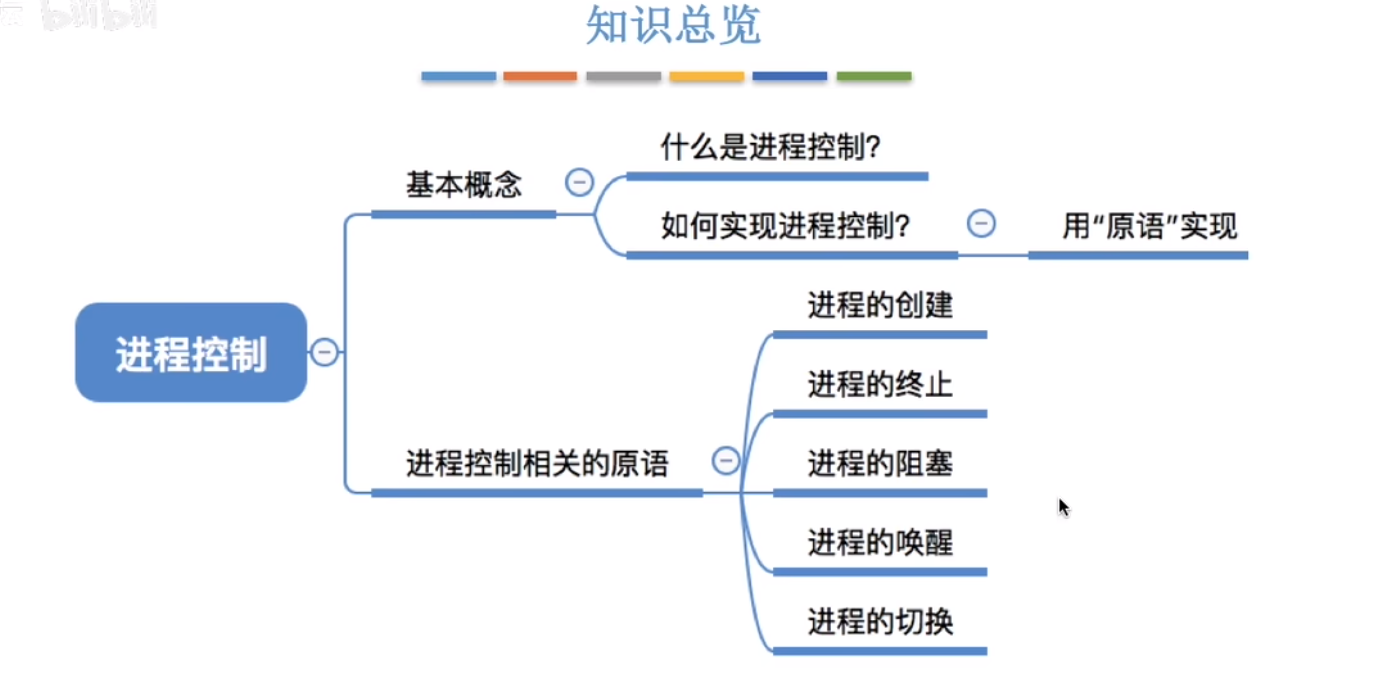 bilibili
知识总览
什么是进程控制?
基本概念
如何实现进程控制?
用“原语”实现
进程的创建
进程控制
进程的终止
进程控制相关的原语
进程的阻塞
进程的唤醒
进程的切换